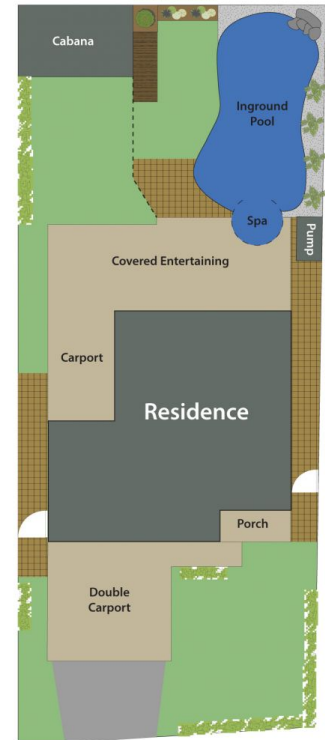 Cabana
Inground
Pool
Spa
Pump
Covered Entertaining
Carport
Residence
Porch
Double
Carport